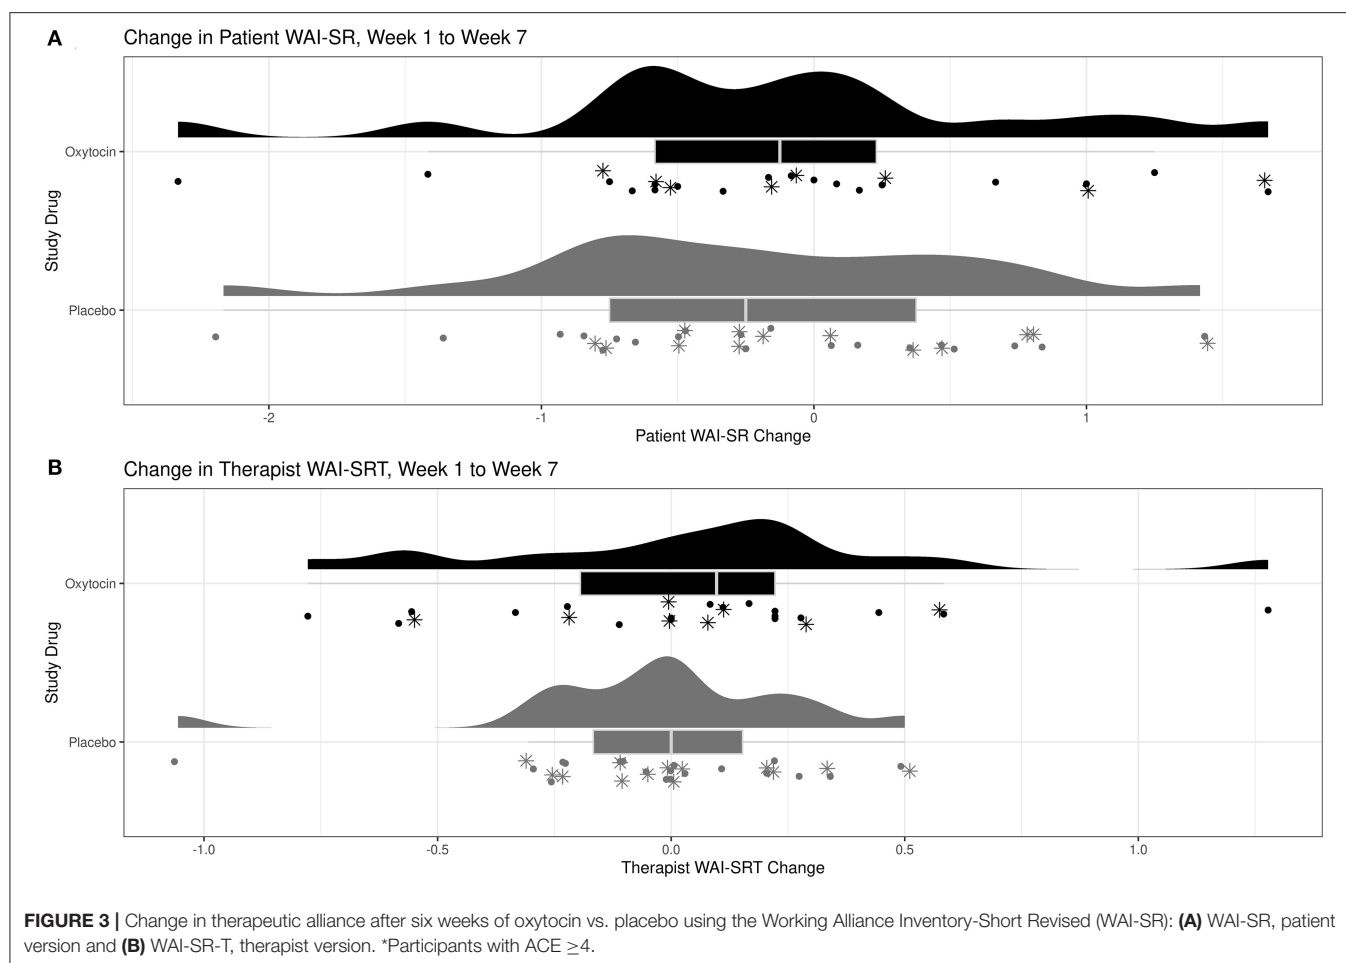 A
Change in Patient WAI-SR, Week 1 to Week 7
Study Drug
Oxytocin
Placebo
-2 -1 0 1
Patient WAI-SR Change
B
Change in Therapist WAI-SRT, Week 1 to Week 7
Study Drug
Oxytocin
Placebo
-1.0 -0.5 0.0 0.5 1.0
Therapist WAI-SRT Change
FIGURE 3 | Change in therapeutic alliance after six weeks of oxytocin vs. placebo using the Working Alliance Inventory-Short Revised (WAI-SR): (A) WAI-SR, patient
version and (B) WAI-SR-T, therapist version. *Participants with ACE ≥4.